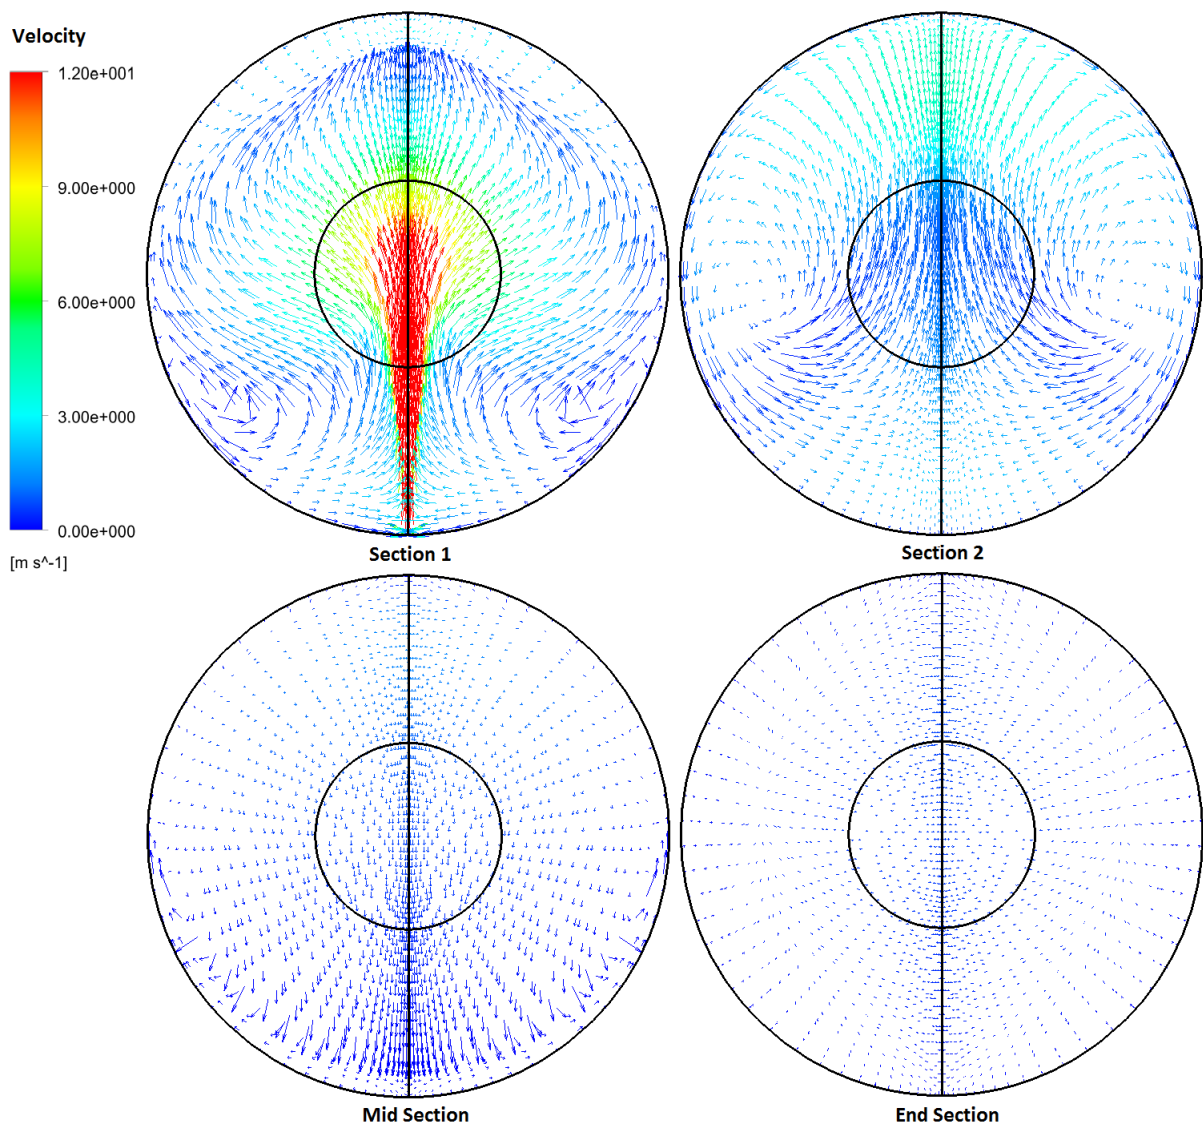 Velocity
1.20e+001
9.00e+000
6.00e+000
3.00e+000
0.00e+000
[m s^-1]
Section 1
Section 2
Mid Section
End Section